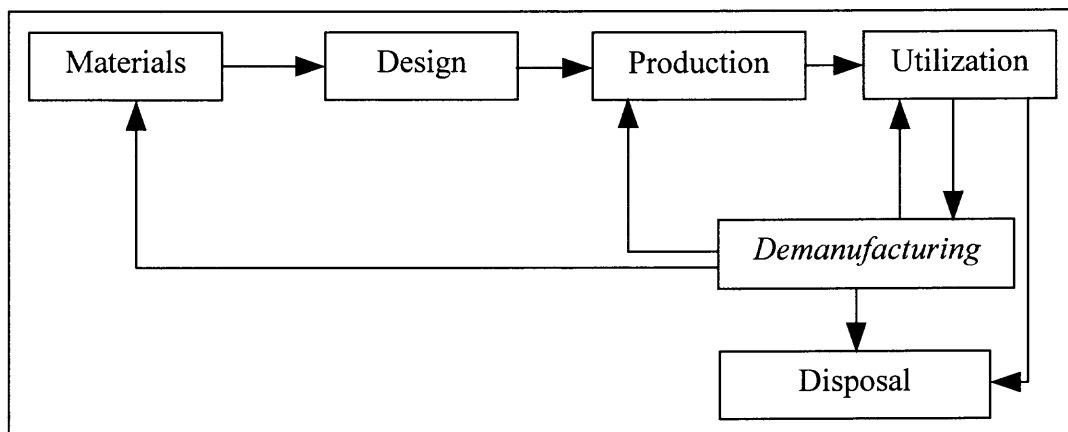 Materials
Design
Production
Utilization
Demanufacturing
Disposal